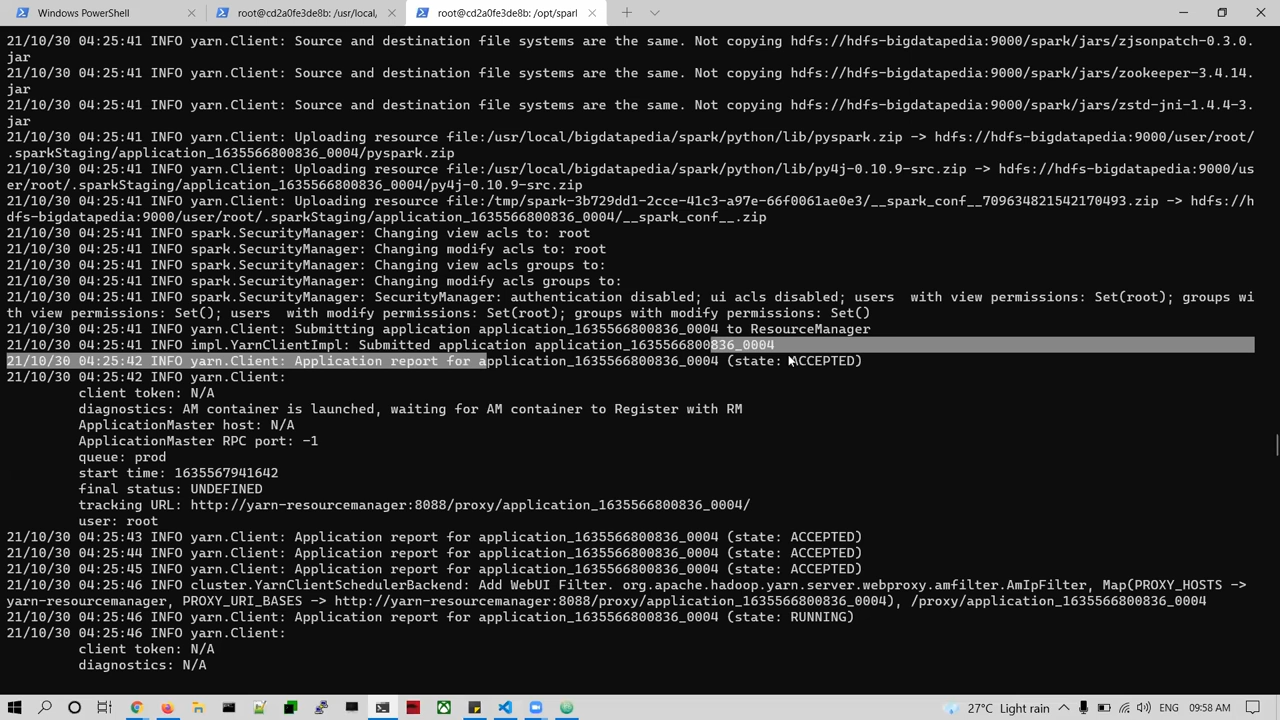 Windows PowerShell
root@cd2a0fe3de8b: /usr/local,
root@cd2a0fe3de8b: /opt/spark
21/10/30 04:25:41 INFO yarn.Client: Source and destination file systems are the same. Not copying hdfs://hdfs-bigdatapedia:9000/spark/jars/zjsonpatch-0.3.0.
jar
21/10/30 04:25:41 INFO yarn.Client: Source and destination file systems are the same. Not copying hdfs://hdfs-bigdatapedia:9000/spark/jars/zookeeper-3.4.14.
jar
21/10/30 04:25:41 INFO yarn.Client: Source and destination file systems are the same. Not copying hdfs://hdfs-bigdatapedia:9000/spark/jars/zstd-jni-1.4.4-3.
jar
21/10/30 04:25:41 INFO yarn.Client: Uploading resource file:/usr/local/bigdatapedia/spark/python/lib/pyspark.zip -> hdfs://hdfs-bigdatapedia:9000/user/root/
.sparkStaging/application_1635566800836_0004/pyspark.zip
21/10/30 04:25:41 INFO yarn.Client: Uploading resource file:/usr/local/bigdatapedia/spark/python/lib/py4j-0.10.9-src.zip -> hdfs://hdfs-bigdatapedia:9000/us
er/root/.sparkStaging/application_1635566800836_0004/py4j-0.10.9-src.zip
21/10/30 04:25:41 INFO yarn.Client: Uploading resource file:/tmp/spark-3b729dd1-2cce-41c3-a97e-66f0061ae0e3/__spark_conf__709634821542170493.zip -> hdfs://h
dfs-bigdatapedia:9000/user/root/.sparkStaging/application_1635566800836_0004/__spark_conf__.zip
21/10/30 04:25:41 INFO spark.SecurityManager: Changing view acls to: root
21/10/30 04:25:41 INFO spark.SecurityManager: Changing modify acls to: root
21/10/30 04:25:41 INFO spark.SecurityManager: Changing view acls groups to:
21/10/30 04:25:41 INFO spark.SecurityManager: Changing modify acls groups to:
21/10/30 04:25:41 INFO spark.SecurityManager: SecurityManager: authentication disabled; ui acls disabled; users  with view permissions: Set(root); groups wi
th view permissions: Set(); users  with modify permissions: Set(root); groups with modify permissions: Set()
21/10/30 04:25:41 INFO yarn.Client: Submitting application application_1635566800836_0004 to ResourceManager
21/10/30 04:25:41 INFO impl.YarnClientImpl: Submitted application application_1635566800836_0004
21/10/30 04:25:42 INFO yarn.Client: Application report for application_1635566800836_0004 (state: ACCEPTED)
21/10/30 04:25:42 INFO yarn.Client:
client token: N/A
diagnostics: AM container is launched, waiting for AM container to Register with RM
ApplicationMaster host: N/A
ApplicationMaster RPC port: -1
queue: prod
start time: 1635567941642
final status: UNDEFINED
tracking URL: http://yarn-resourcemanager:8088/proxy/application_1635566800836_0004/
user: root
21/10/30 04:25:43 INFO yarn.Client: Application report for application_1635566800836_0004 (state: ACCEPTED)
21/10/30 04:25:44 INFO yarn.Client: Application report for application_1635566800836_0004 (state: ACCEPTED)
21/10/30 04:25:45 INFO yarn.Client: Application report for application_1635566800836_0004 (state: ACCEPTED)
21/10/30 04:25:46 INFO cluster.YarnClientSchedulerBackend: Add WebUI Filter. org.apache.hadoop.yarn.server.webproxy.amfilter.AmIpFilter, Map(PROXY_HOSTS ->
yarn-resourcemanager, PROXY_URI_BASES -> http://yarn-resourcemanager:8088/proxy/application_1635566800836_0004), /proxy/application_1635566800836_0004
21/10/30 04:25:46 INFO yarn.Client: Application report for application_1635566800836_0004 (state: RUNNING)
21/10/30 04:25:46 INFO yarn.Client:
client token: N/A
diagnostics: N/A
27°C Light rain
ENG
09:58 AM